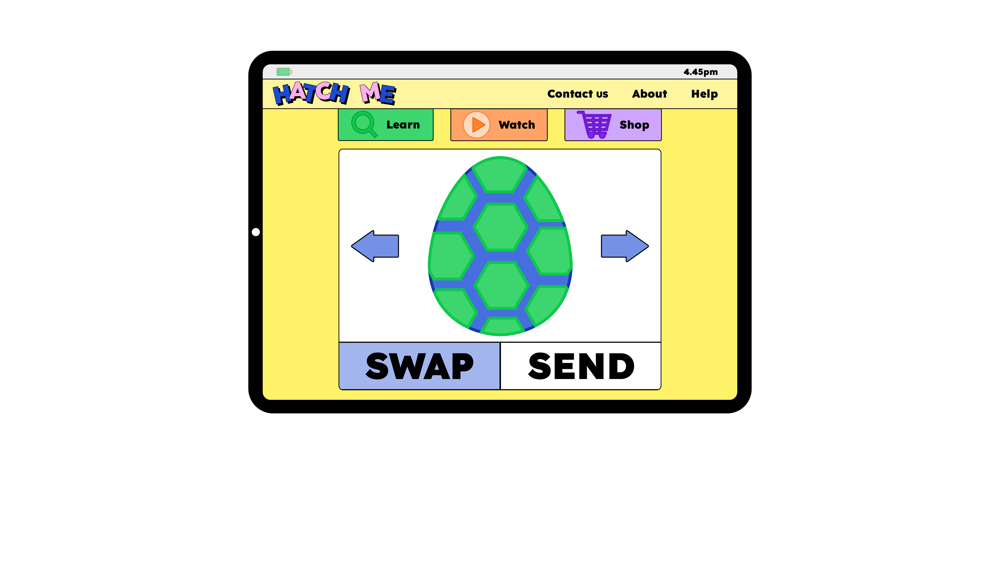 4.45pm
HATCH ME
Contact us About Help
Learn Watch Shop
SWAP SEND